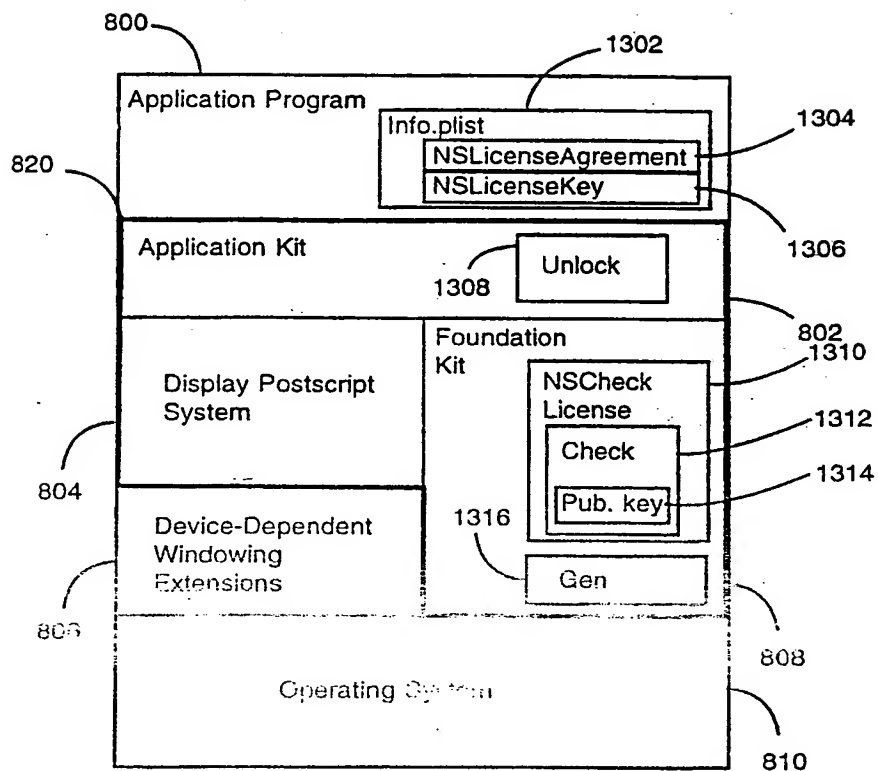 800
1302
Application Program
Info.plist
1304
NSLicenseAgreement
NSLicenseKey
820
1306
Application Kit
Unlock
1308
802
Foundation
Kit
1310
Display Postscript
System
NSCheck
License
1312
Check
1314
804
Pub. key
Device-Dependent
Windowing
Extensions
1316
Gen
806
808
Operating System
810